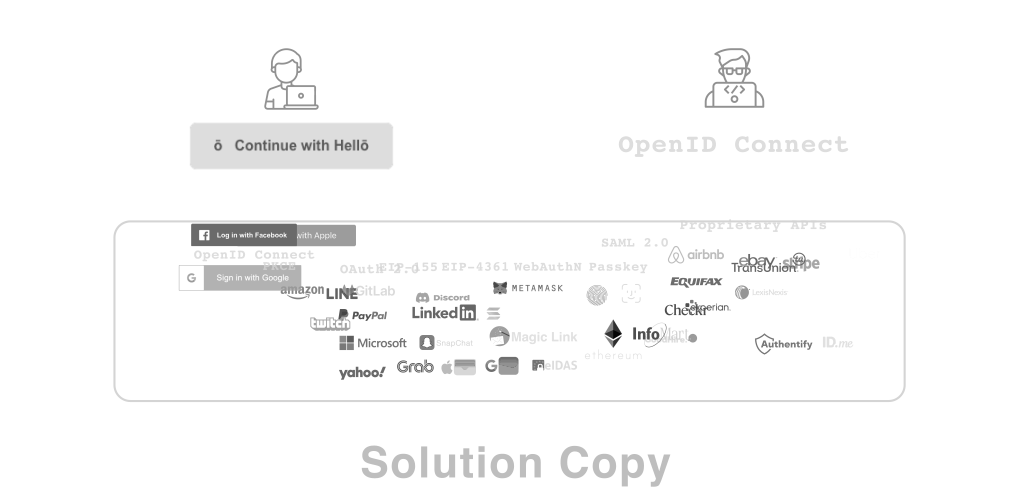 ō Continue with Hellō
OpenID Connect
Proprietary APIs
Log in with Facebook
with Apple
SAML 2.0
OpenID Connect
PKCE
OAuth 2.0
EIP-4361
WebAuthN
Passkey
airbnb
ebay
stripe
TransUnion
G Sign in with Google
amazon
LINE
GitLab
Discord
METAMASK
EQUIFAX
LexisNexis
PayPal
Linked in
Checkr
experian.
twitch
Microsoft
SnapChat
Magic Link
Info
Authentify
ID.me
ethereum
yahoo!
Grab
G
eIDAS
Solution Copy